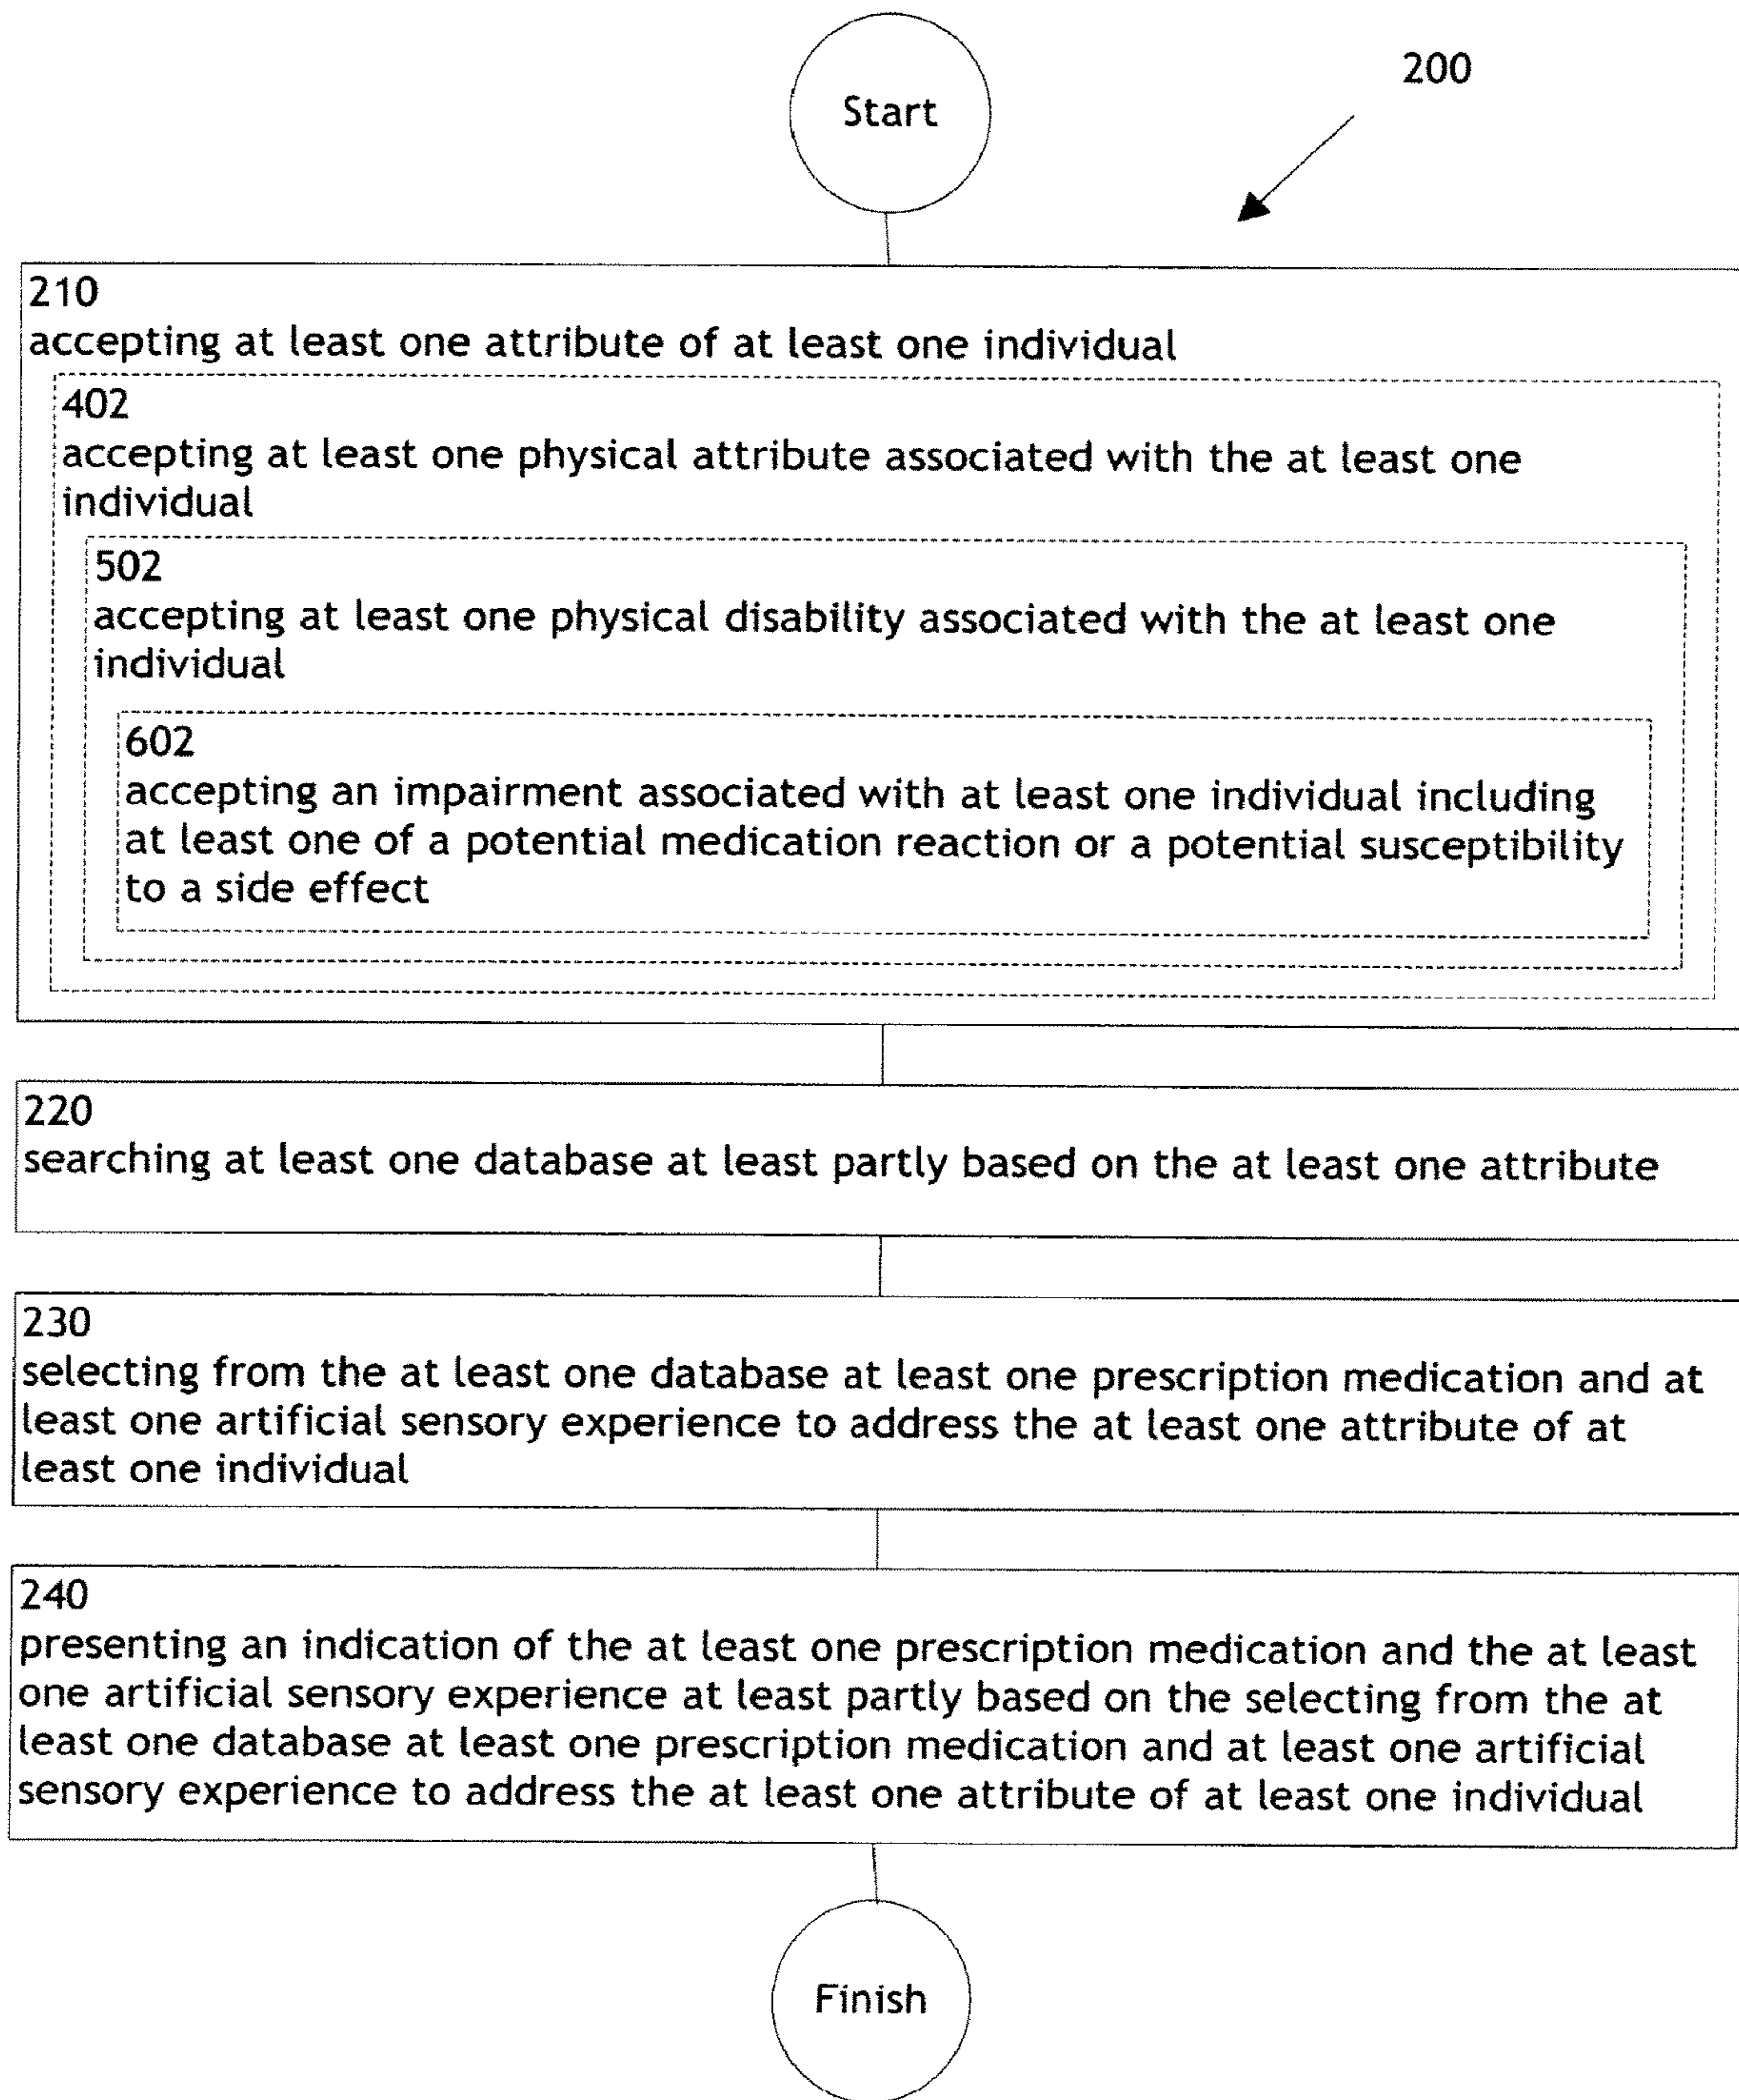 Start
200
210
accepting at least one attribute of at least one individual
402
accepting at least one physical attribute associated with the at least one
individual
502
accepting at least one physical disability associated with the at least one
individual
602
accepting an impairment associated with at least one individual including
at least one of a potential medication reaction or a potential susceptibility
to a side effect
220
searching at least one database at least partly based on the at least one attribute
230
selecting from the at least one database at least one prescription medication and at
least one artificial sensory experience to address the at least one attribute of at
least one individual
240
presenting an indication of the at least one prescription medication and the at least
one artificial sensory experience at least partly based on the selecting from the at
least one database at least one prescription medication and at least one artificial
sensory experience to address the at least one attribute of at least one individual
Finish